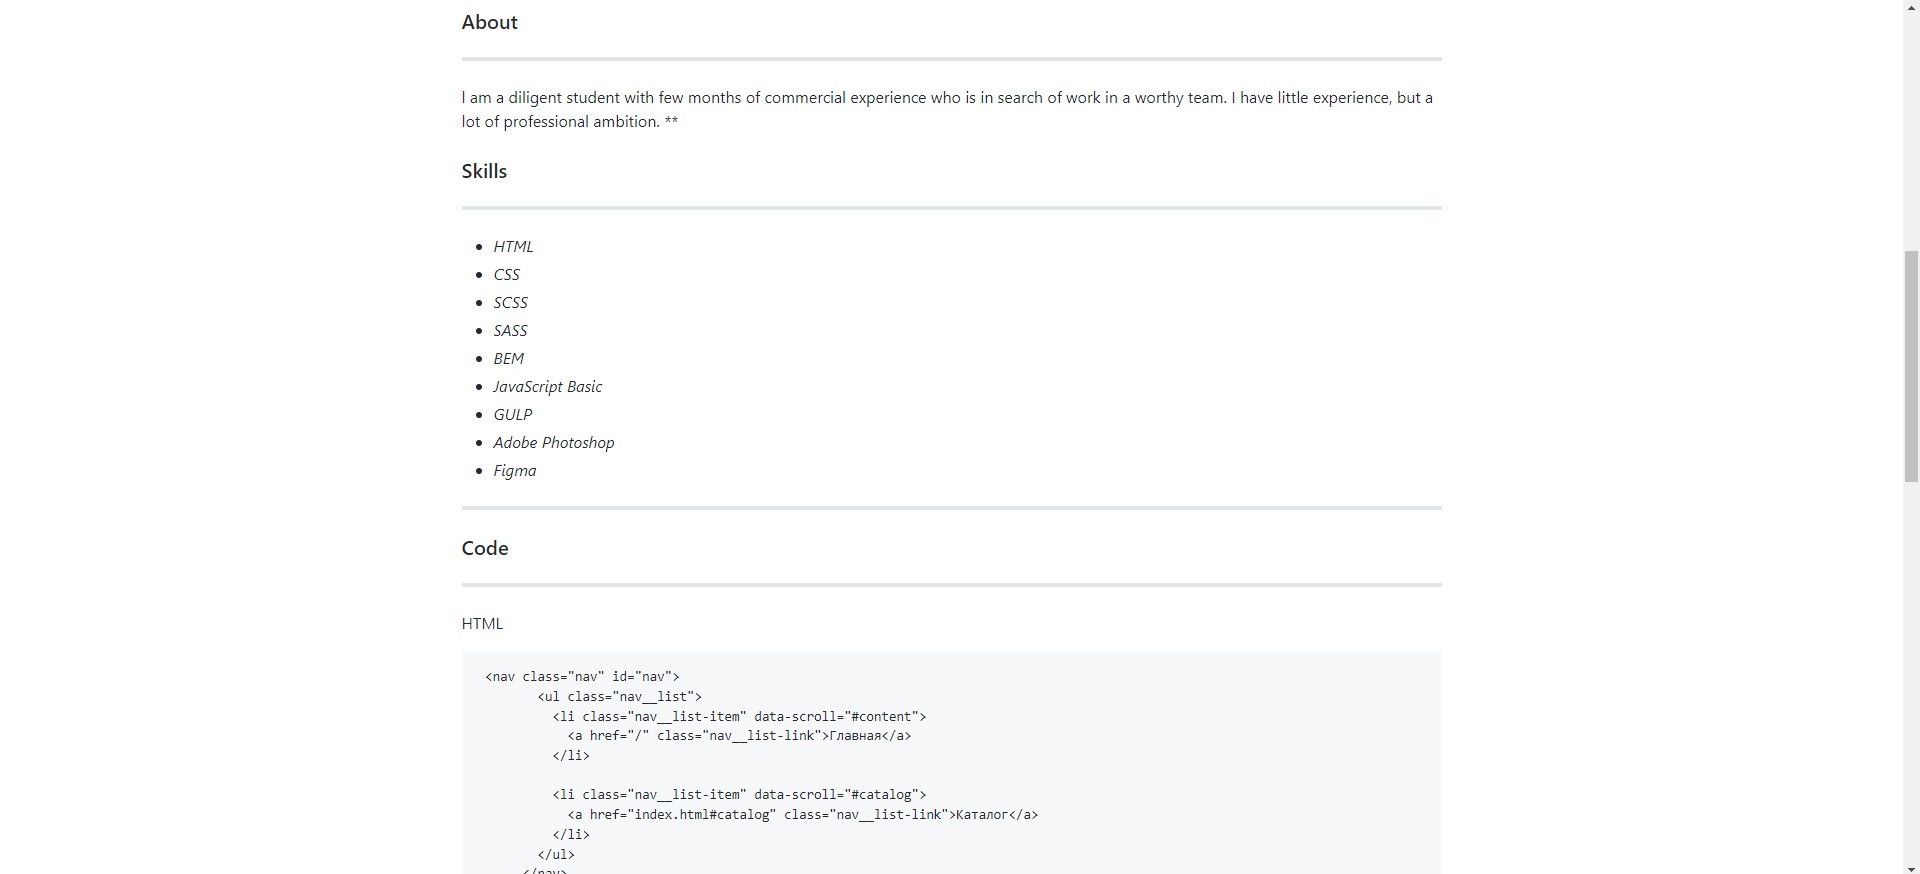 About
I am a diligent student with few months of commercial experience who is in search of work in a worthy team. I have little experience, but a
lot of professional ambition. **
Skills
HTML
CSS
SCSS
SASS
BEM
JavaScript Basic
GULP
Adobe Photoshop
Figma
Code
HTML
<nav class="nav" id="nav">
<ul class="nav__list">
<li class="nav__list-item" data-scroll="#content">
<a href="/" class="nav__list-link">Главная</a>
</li>
<li class="nav__list-item" data-scroll="#catalog">
<a href="index.html#catalog" class="nav__list-link">Каталог</a>
</li>
</ul>
</nav>